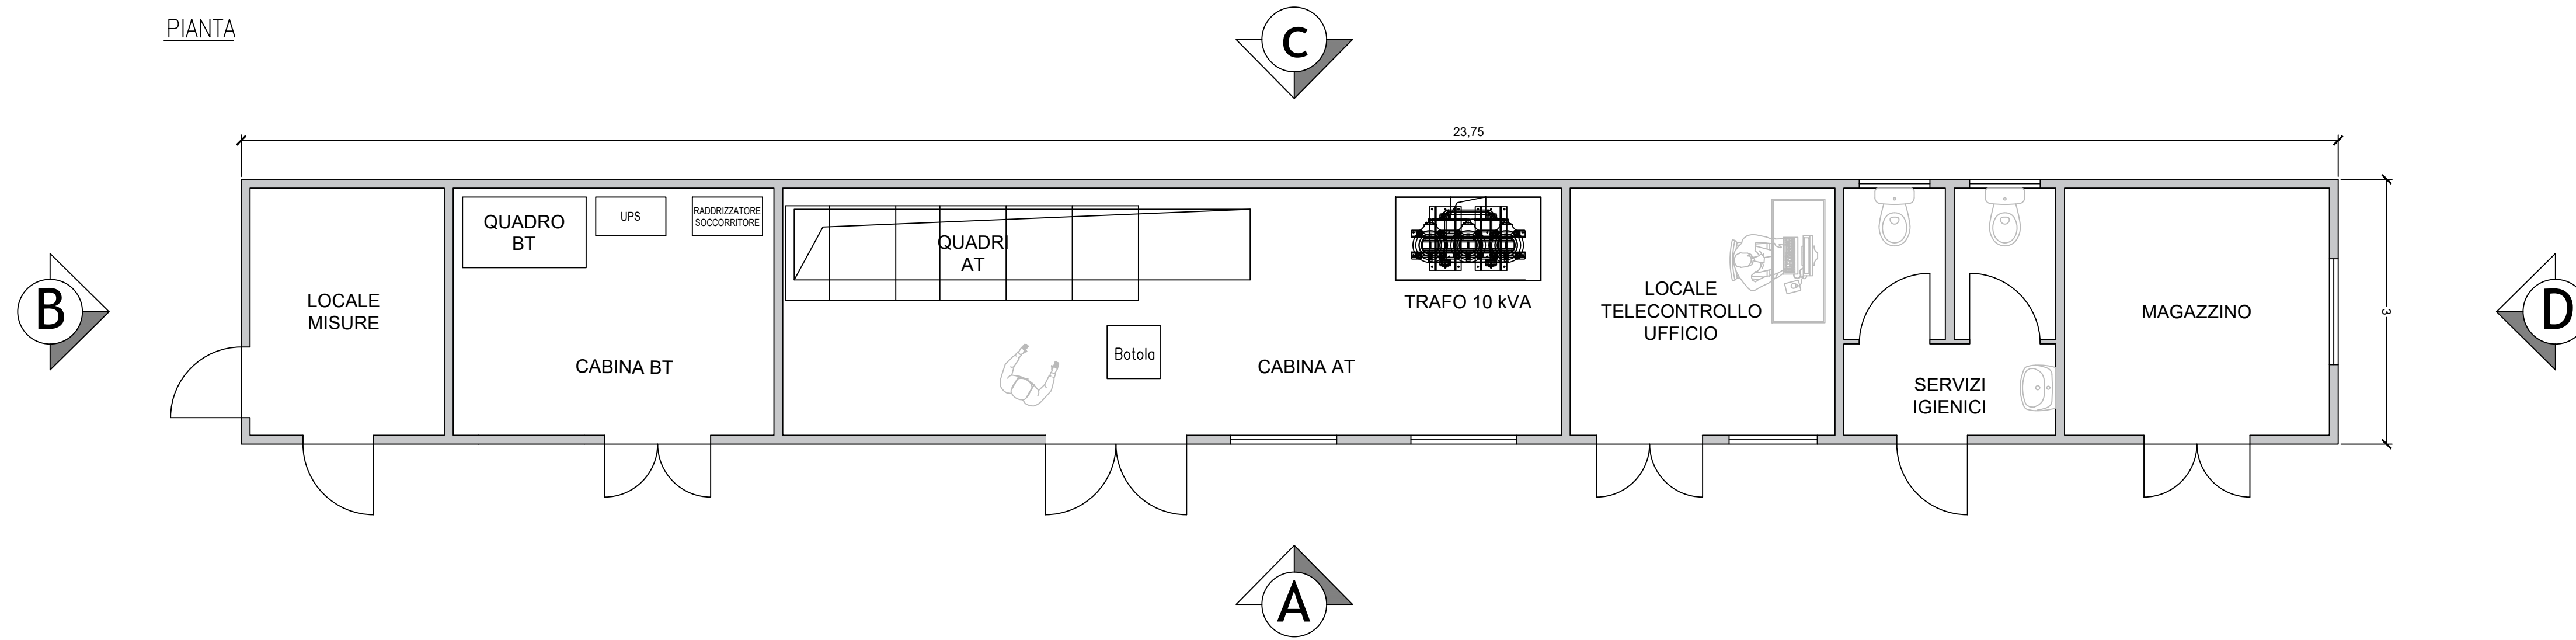 PIANTA
C
23,75
QUADRO
BT
UPS
RADDRIZZATORE
SOCCORRITORE
QUADRI
AT
TRAFO 10 kVA
LOCALE
MISURE
B
CABINA BT
Botola
CABINA AT
LOCALE
TELECONTROLLO
UFFICIO
SERVIZI
IGIENICI
MAGAZZINO
3
D
A